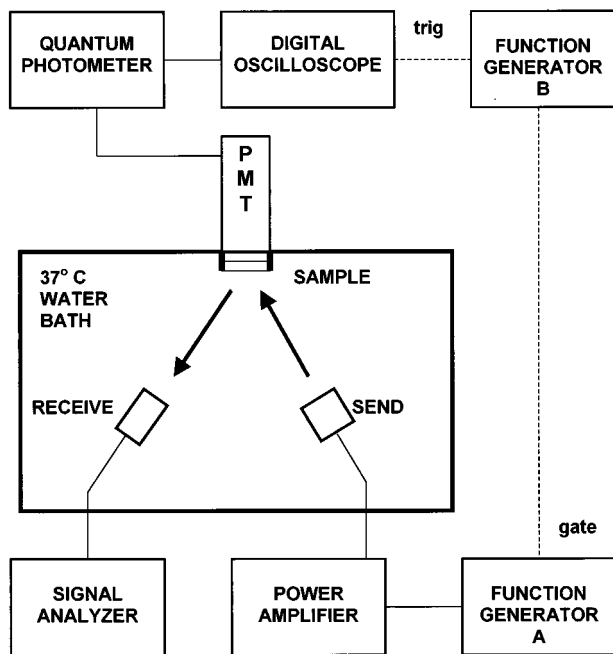 QUANTUM
PHOTOMETER
DIGITAL
OSCILLOSCOPE
trig
FUNCTION
GENERATOR
B
P
M
T
37° C
WATER
BATH
SAMPLE
RECEIVE
SEND
gate
SIGNAL
ANALYZER
POWER
AMPLIFIER
FUNCTION
GENERATOR
A